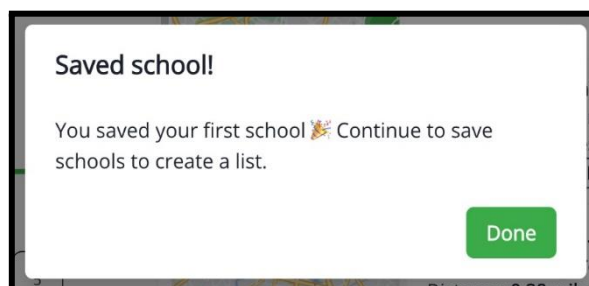 Saved school!
You saved your first school 🎉 Continue to save
schools to create a list.
Done